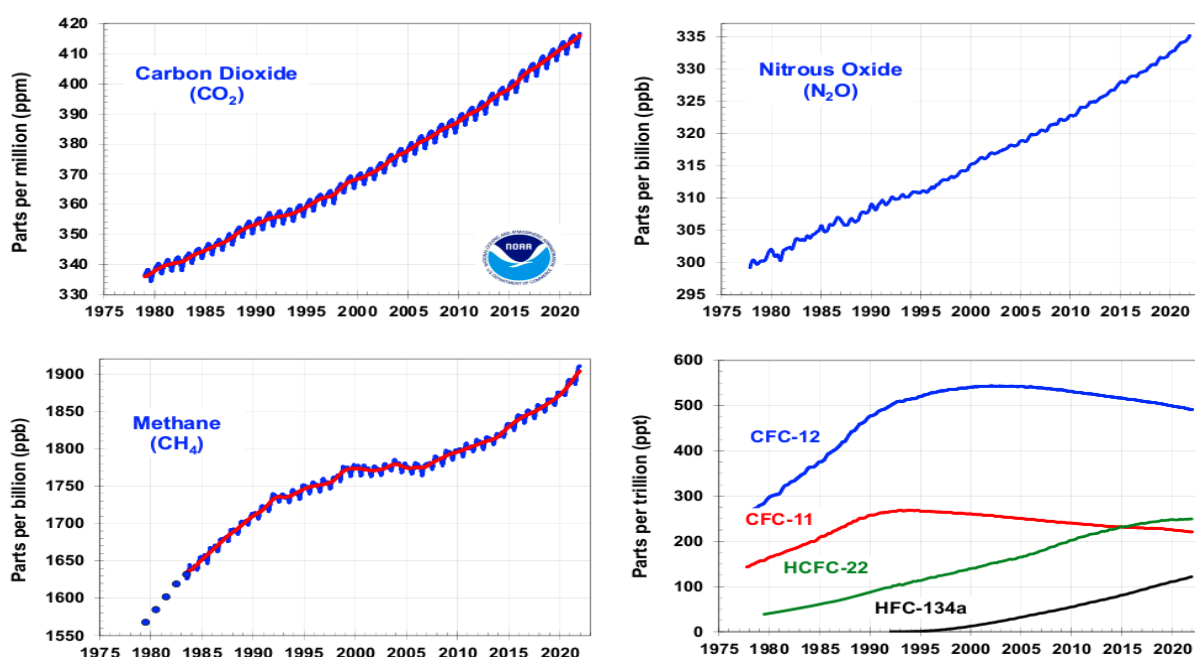 420
410
400
390
380
370
360
350
340
330
Parts per million (ppm)
Carbon Dioxide
(CO₂)
NOAA
1975 1980 1985 1990 1995 2000 2005 2010 2015 2020
335
330
325
320
315
310
305
300
295
Parts per billion (ppb)
Nitrous Oxide
(N₂O)
1975 1980 1985 1990 1995 2000 2005 2010 2015 2020
1900
1850
1800
1750
1700
1650
1600
1550
Parts per billion (ppb)
Methane
(CH₄)
1975 1980 1985 1990 1995 2000 2005 2010 2015 2020
600
500
400
300
200
100
0
Parts per trillion (ppt)
CFC-12
CFC-11
HCFC-22
HFC-134a
1975 1980 1985 1990 1995 2000 2005 2010 2015 2020